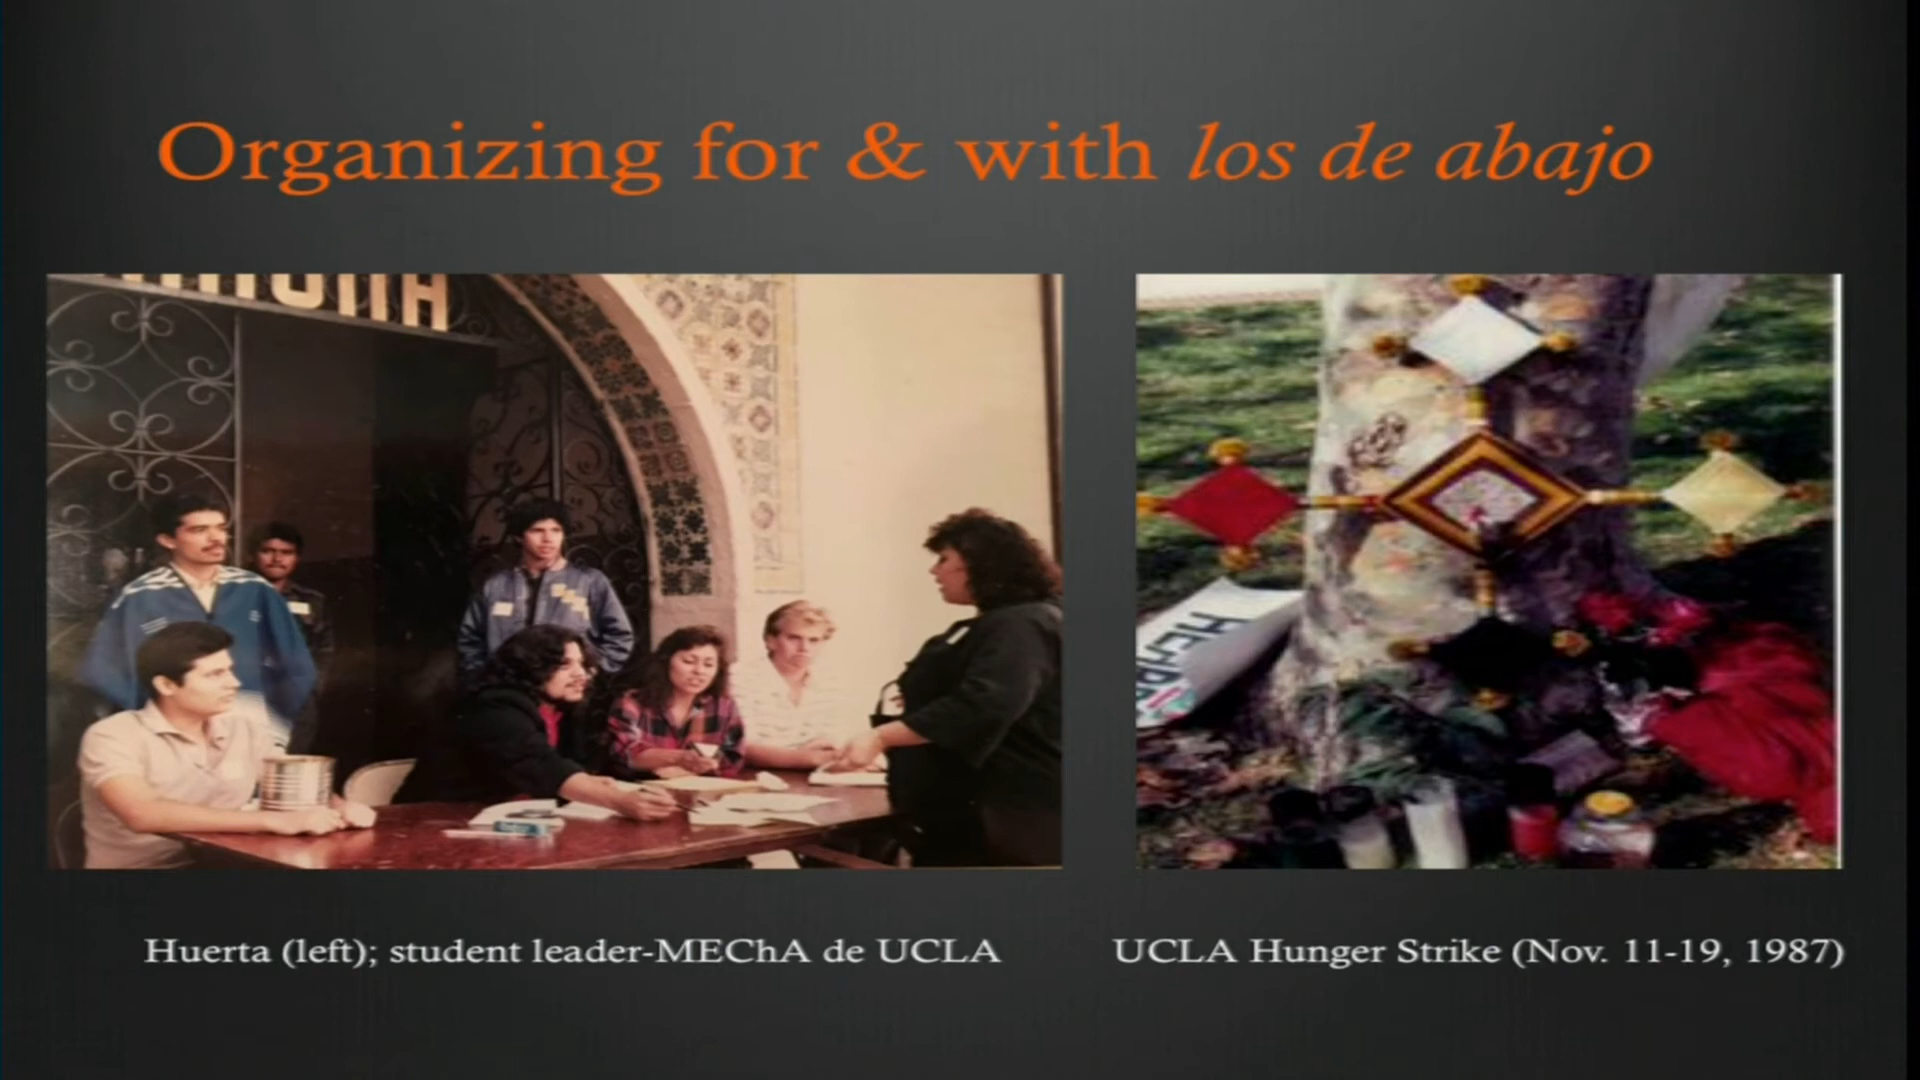 Organizing for & with los de abajo
Huerta (left); student leader-MEChA de UCLA
UCLA Hunger Strike (Nov. 11-19, 1987)